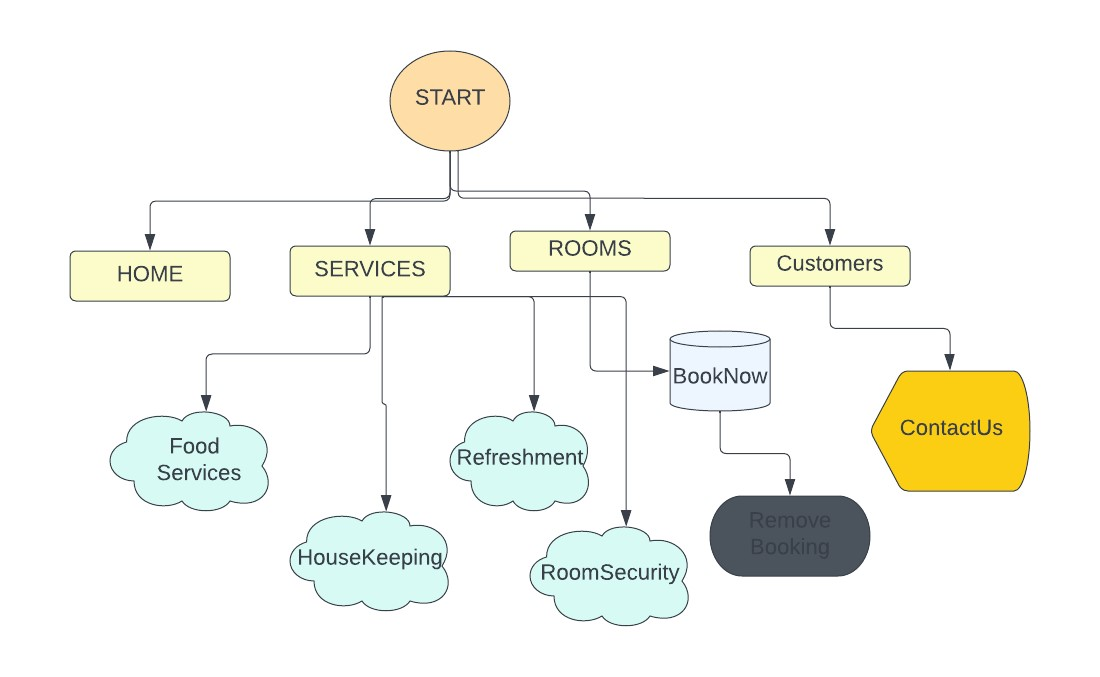 START
HOME
SERVICES
ROOMS
Customers
BookNow
ContactUs
Food
Services
Refreshment
HouseKeeping
RoomSecurity
Remove
Booking